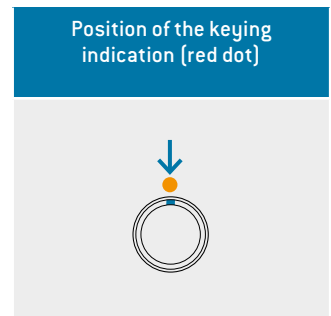 Position of the keying
indication (red dot)